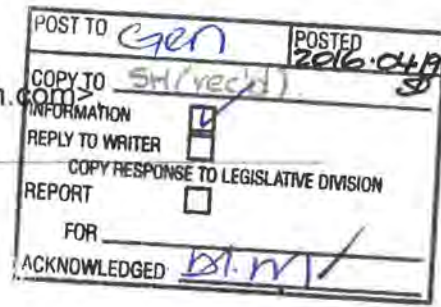 POST TO Gen POSTED
2016.04.19
COPY TO SH (rec'd)
n.com>
INFORMATION
REPLY TO WRITER
COPY RESPONSE TO LEGISLATIVE DIVISION
REPORT
FOR
ACKNOWLEDGED